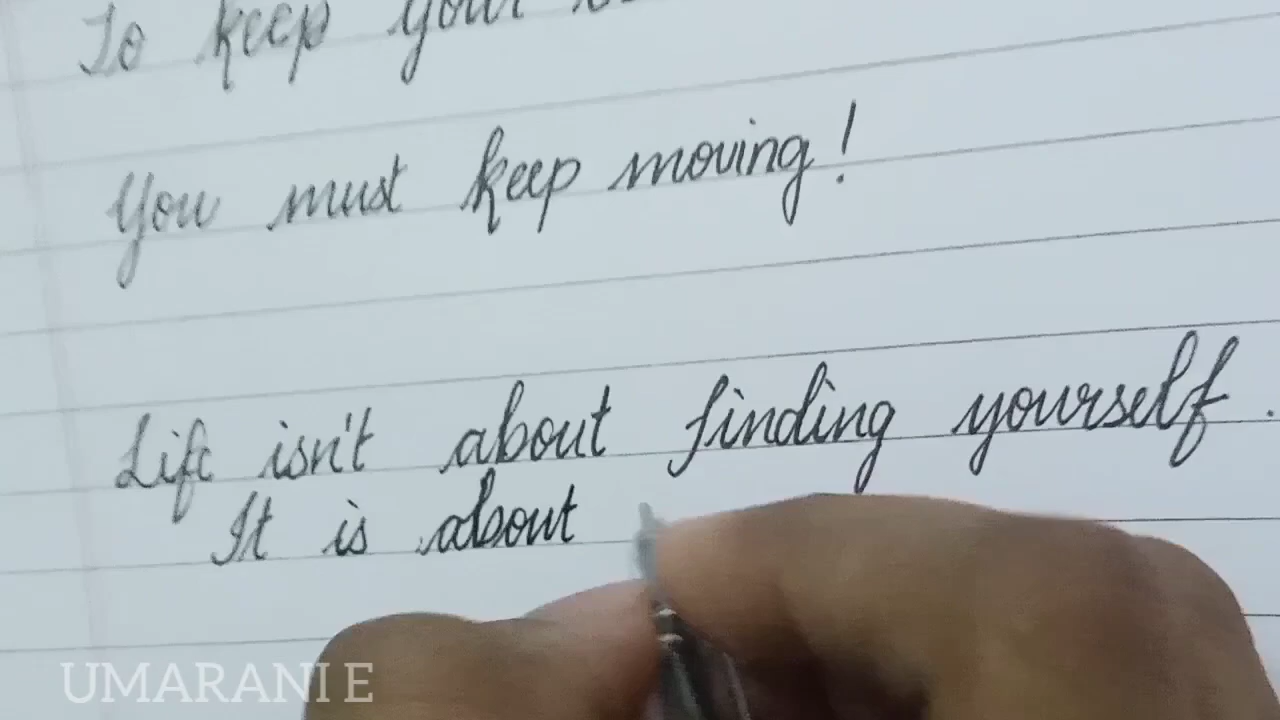 To keep your
You must keep moving!
Life isn't about finding yourself.
It is about
UMARANI E